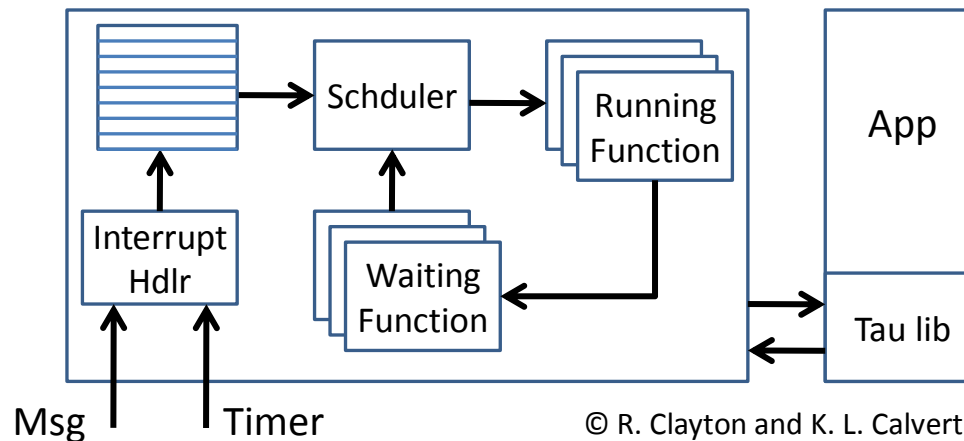 Schduler
Running
Function
App
Interrupt
Hdlr
Waiting
Function
Tau lib
Msg
Timer
© R. Clayton and K. L. Calvert